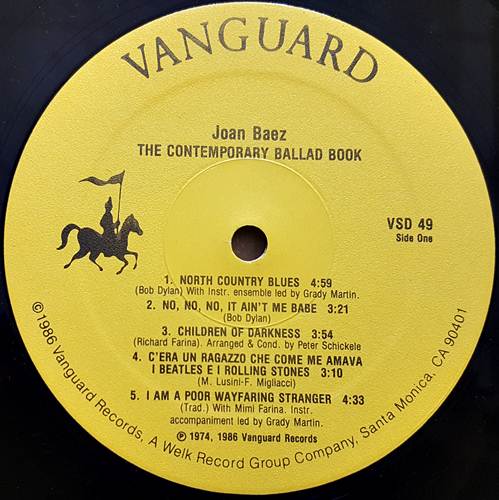 VANGUARD
Joan Baez
THE CONTEMPORARY BALLAD BOOK
VSD 49
Side One
1. NORTH COUNTRY BLUES 4:59
(Bob Dylan) With Instr. ensemble led by Grady Martin.
2. NO, NO, NO, IT AIN'T ME BABE 3:21
(Bob Dylan)
3. CHILDREN OF DARKNESS 3:54
(Richard Farina) Arranged & Cond. by Peter Schickele
4. C'ERA UN RAGAZZO CHE COME ME AMAVA
I BEATLES E I ROLLING STONES 3:10
(M. Lusini-F. Migliacci)
5. I AM A POOR WAYFARING STRANGER 4:33
(Trad.) With Mimi Farina. Instr.
accompaniment led by Grady Martin.
℗ 1974, 1986 Vanguard Records
©1986 Vanguard Records, A Welk Record Group Company, Santa Monica, CA 90401